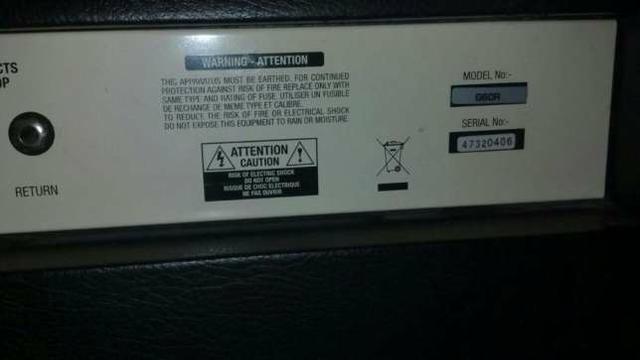 CTS
OP
RETURN
WARNING - ATTENTION
THIS APPARATUS MUST BE EARTHED. FOR CONTINUED
PROTECTION AGAINST RISK OF FIRE REPLACE ONLY WITH
SAME TYPE AND RATING OF FUSE. UTILISER UN FUSIBLE
DE RECHANGE DE MEME TYPE ET CALIBRE.
TO REDUCE THE RISK OF FIRE OR ELECTRICAL SHOCK
DO NOT EXPOSE THIS EQUIPMENT TO RAIN OR MOISTURE.
ATTENTION
CAUTION
RISK OF ELECTRIC SHOCK
DO NOT OPEN
RISQUE DE CHOC ELECTRIQUE
NE PAS OUVRIR
MODEL No:-
G60R
SERIAL No:-
47320406